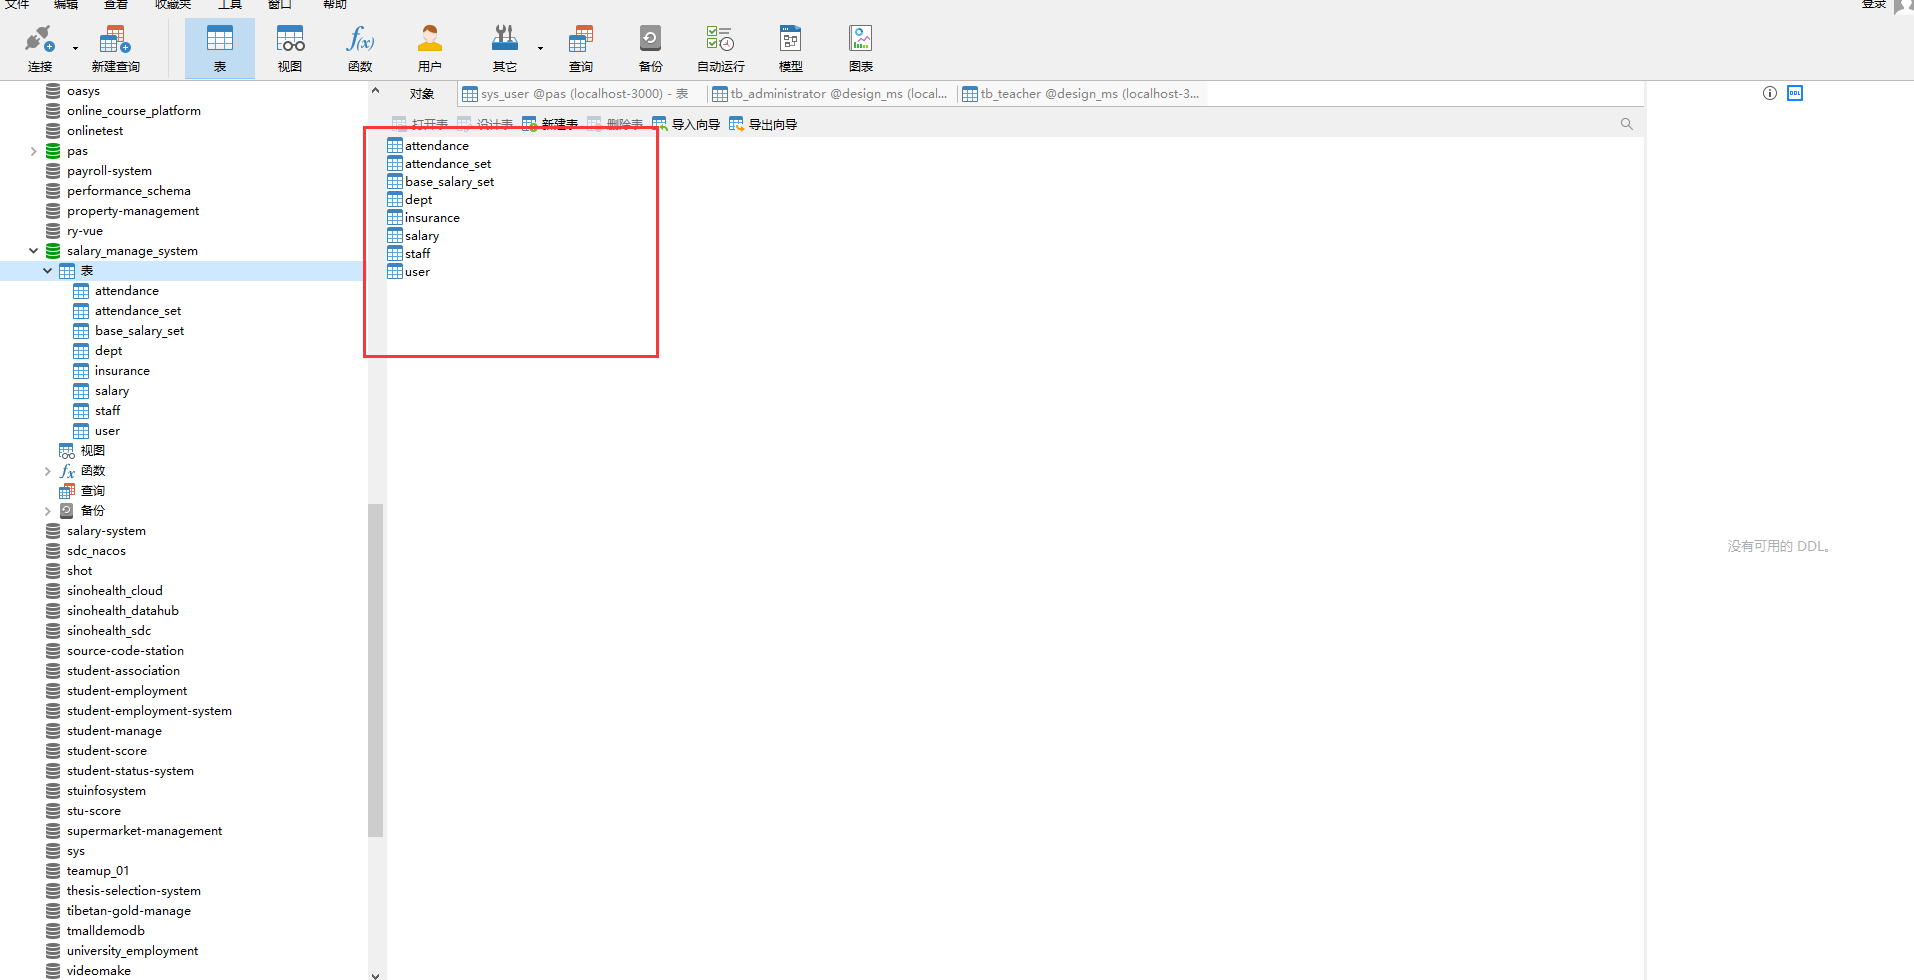 文件 编辑 查看 收藏夹 工具 窗口 帮助 登录
连接 新建查询 表 视图 函数 用户 其它 查询 备份 自动运行 模型 图表
对象 sys_user @pas (localhost-3000) - 表 tb_administrator @design_ms (local... tb_teacher @design_ms (localhost-3...
打开表 设计表 新建表 删除表 导入向导 导出向导
oasys
online_course_platform
onlinetest
pas
payroll-system
performance_schema
property-management
ry-vue
salary_manage_system
表
attendance
attendance_set
base_salary_set
dept
insurance
salary
staff
user
视图
函数
查询
备份
salary-system
sdc_nacos
shot
sinohealth_cloud
sinohealth_datahub
sinohealth_sdc
source-code-station
student-association
student-employment
student-employment-system
student-manage
student-score
student-status-system
stuinfosystem
stu-score
supermarket-management
sys
teamup_01
thesis-selection-system
tibetan-gold-manage
tmalldemodb
university_employment
videomake
attendance
attendance_set
base_salary_set
dept
insurance
salary
staff
user
DDL
没有可用的 DDL。